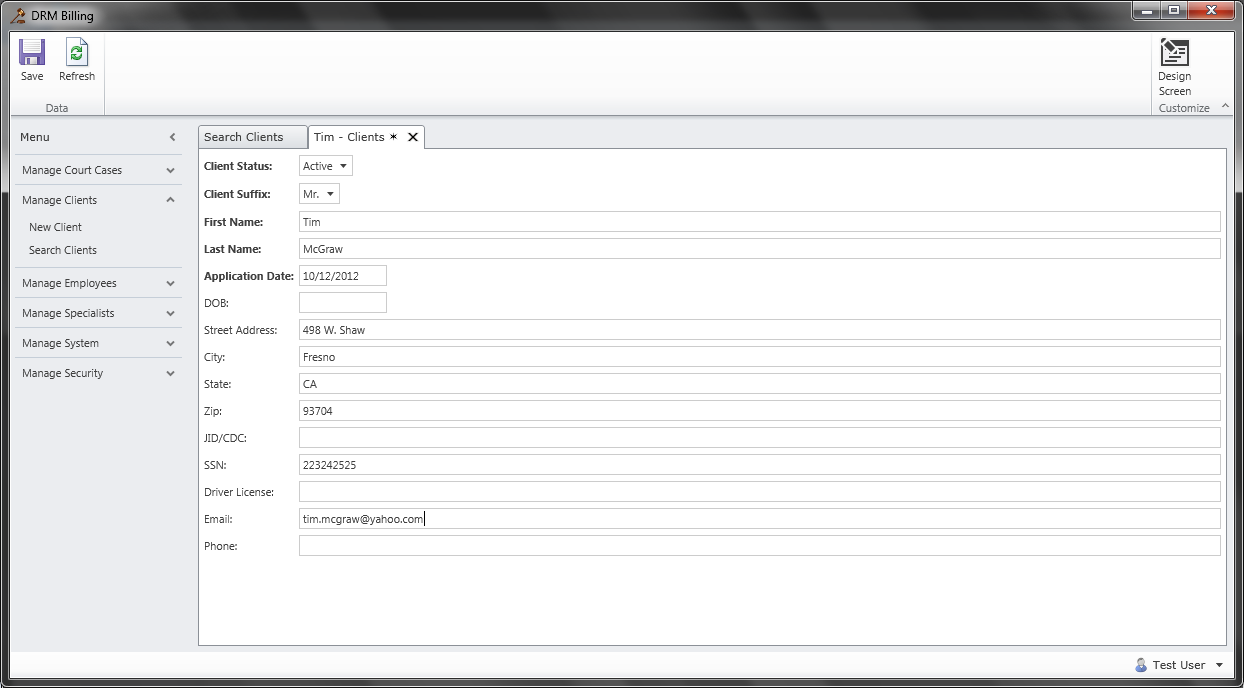 DRM Billing
Save
Refresh
Data
Design
Screen
Customize
Menu
Manage Court Cases
Manage Clients
New Client
Search Clients
Manage Employees
Manage Specialists
Manage System
Manage Security
Search Clients
Tim - Clients *
Client Status: Active
Client Suffix: Mr.
First Name: Tim
Last Name: McGraw
Application Date: 10/12/2012
DOB:
Street Address: 498 W. Shaw
City: Fresno
State: CA
Zip: 93704
JID/CDC:
SSN: 223242525
Driver License:
Email: tim.mcgraw@yahoo.com
Phone:
Test User